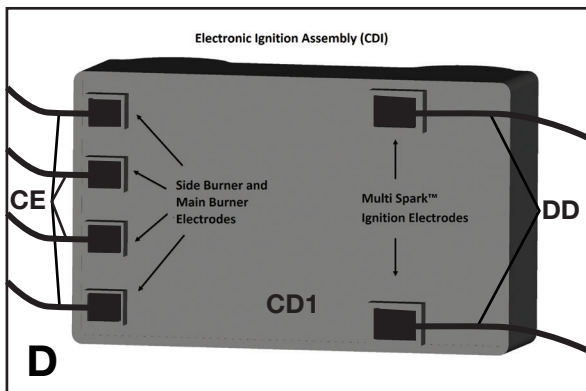 Electronic Ignition Assembly (CDI)
CE
Side Burner and
Main Burner
Electrodes
Multi Spark™
Ignition Electrodes
DD
CD1
D